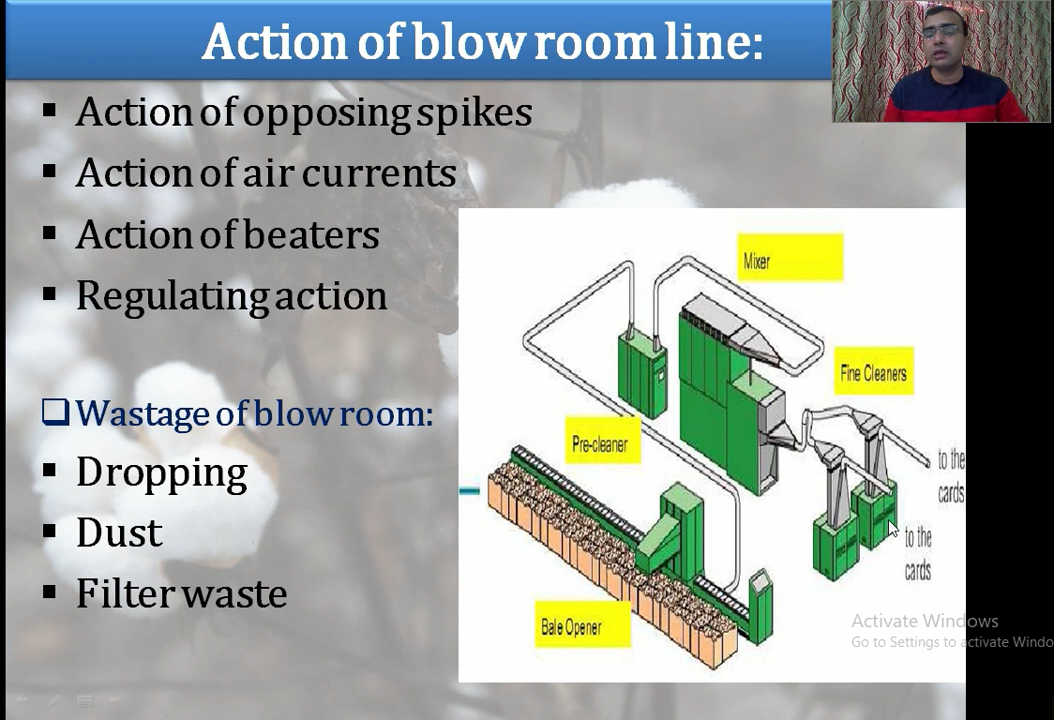 Action of blow room line:
▪ Action of opposing spikes
▪ Action of air currents
▪ Action of beaters
▪ Regulating action
❑ Wastage of blow room:
▪ Dropping
▪ Dust
▪ Filter waste
Mixer
Fine Cleaners
Pre-cleaner
to the
cards
to the
cards
Bale Opener
Activate Windows
Go to Settings to activate Windo